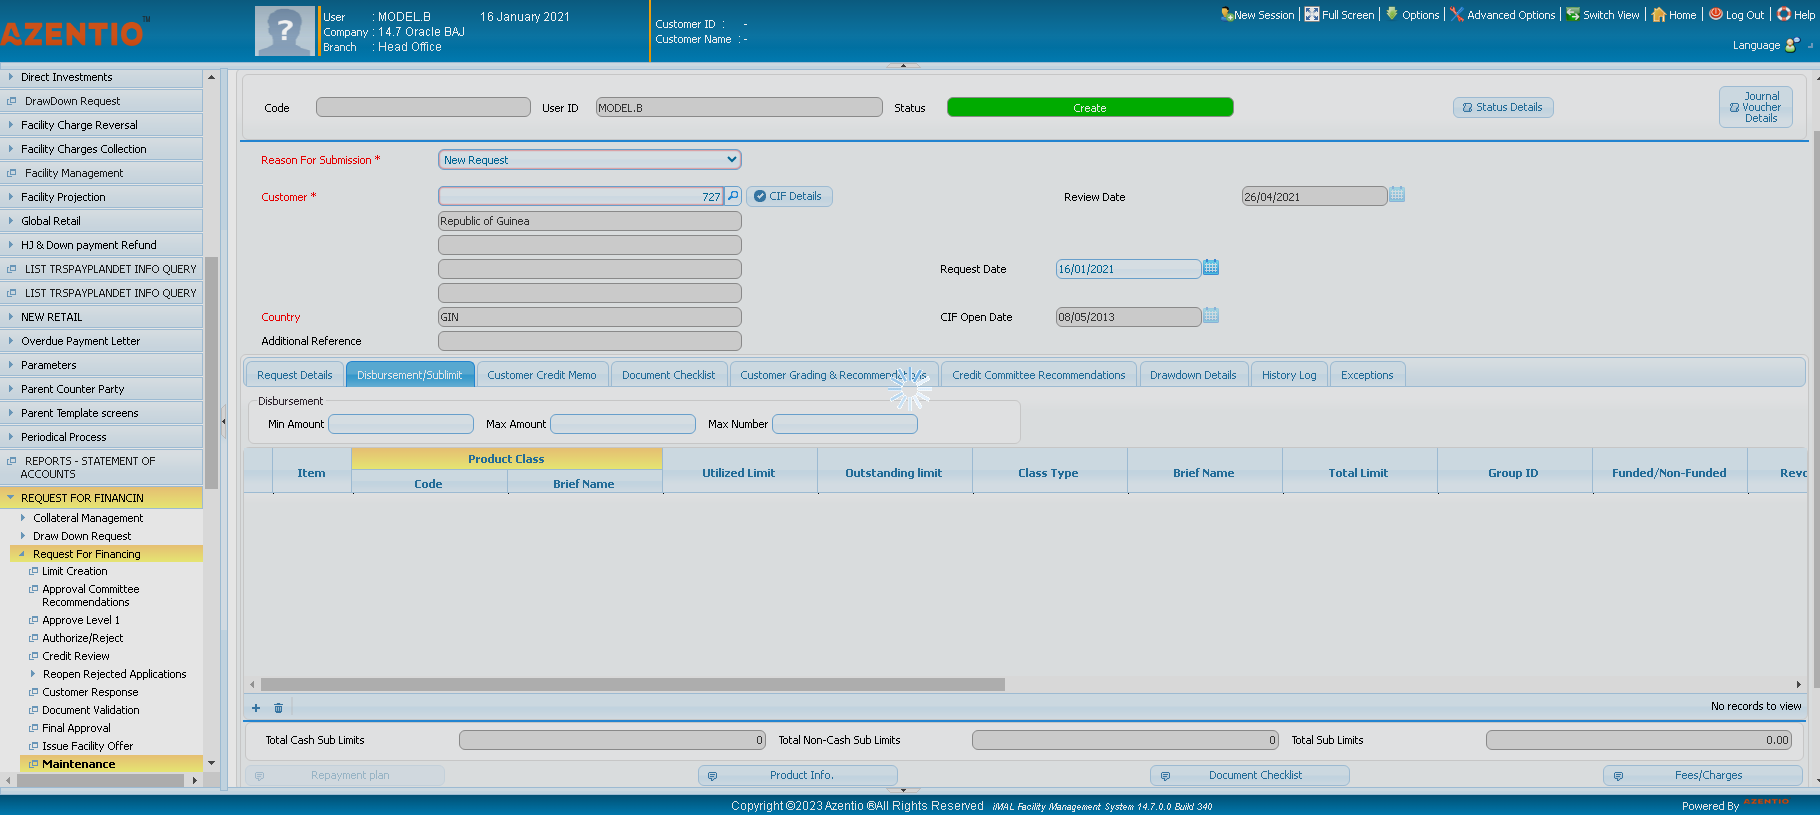 AZENTIO™
User : MODEL.B 16 January 2021
Company : 14.7 Oracle BAJ
Branch : Head Office
Customer ID : -
Customer Name : -
New Session | Full Screen | Options | Advanced Options | Switch View | Home | Log Out | Help
Language
Direct Investments
DrawDown Request
Facility Charge Reversal
Facility Charges Collection
Facility Management
Facility Projection
Global Retail
HJ & Down payment Refund
LIST TRSPAYPLANDET INFO QUERY
LIST TRSPAYPLANDET INFO QUERY
NEW RETAIL
Overdue Payment Letter
Parameters
Parent Counter Party
Parent Template screens
Periodical Process
REPORTS - STATEMENT OF
ACCOUNTS
REQUEST FOR FINANCIN
Collateral Management
Draw Down Request
Request For Financing
Limit Creation
Approval Committee
Recommendations
Approve Level 1
Authorize/Reject
Credit Review
Reopen Rejected Applications
Customer Response
Document Validation
Final Approval
Issue Facility Offer
Maintenance
Code User ID MODEL.B Status Create Status Details
Journal
Voucher
Details
Reason For Submission * New Request
Customer * 727 CIF Details Review Date 26/04/2021
Republic of Guinea
Request Date 16/01/2021
Country GIN CIF Open Date 08/05/2013
Additional Reference
Request Details Disbursement/Sublimit Customer Credit Memo Document Checklist Customer Grading & Credit Committee Recommendations Drawdown Details History Log Exceptions
Disbursement
Min Amount Max Amount Max Number
Item Product Class Utilized Limit Outstanding limit Class Type Brief Name Total Limit Group ID Funded/Non-Funded
Code Brief Name
No records to view
Total Cash Sub Limits 0 Total Non-Cash Sub Limits 0 Total Sub Limits 0.00
Repayment plan Product Info. Document Checklist Fees/Charges
Copyright ©2023 Azentio ®All Rights Reserved iMAL Facility Management System 14.7.0.0 Build 340
Powered By AZENTIO